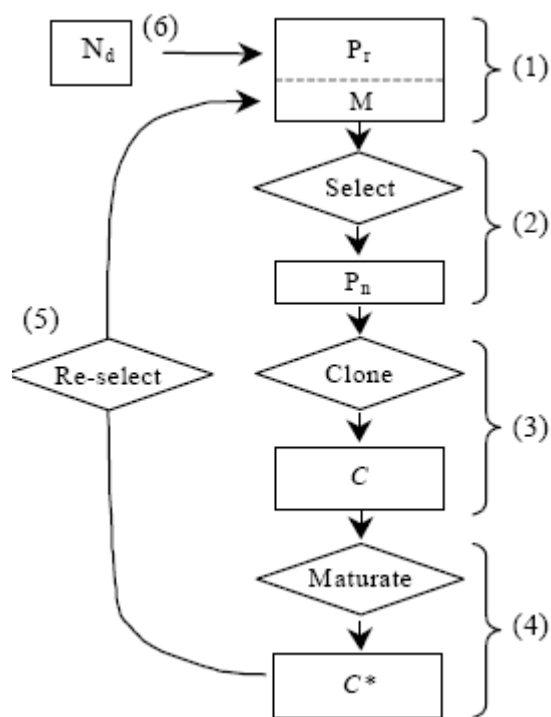 N_d
(6)
P_r
M
(1)
Select
(2)
P_n
(5)
Re-select
Clone
(3)
C
Maturate
(4)
C*